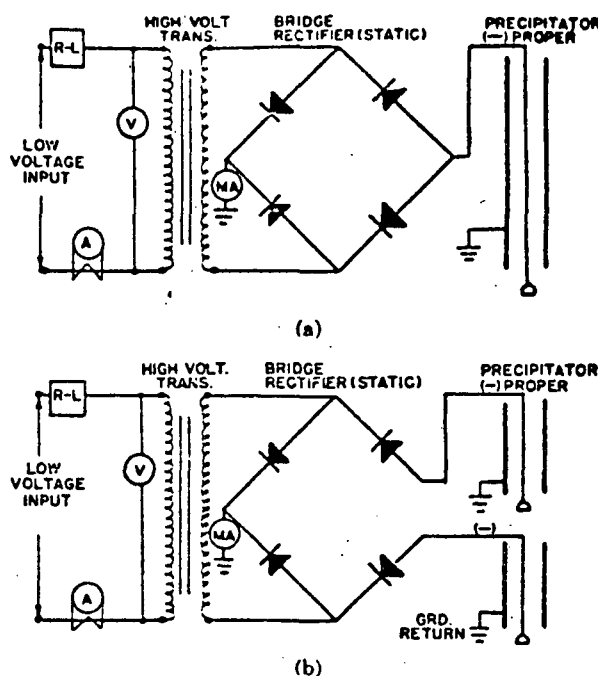 HIGH VOLT
TRANS.
BRIDGE
RECTIFIER (STATIC)
PRECIPITATOR
(—) PROPER
R-L
V
LOW
VOLTAGE
INPUT
MA
A
(a)
HIGH VOLT.
TRANS.
BRIDGE
RECTIFIER (STATIC)
PRECIPITATOR
(—) PROPER
R-L
V
LOW
VOLTAGE
INPUT
MA
(—)
A
GRD.
RETURN
(b)